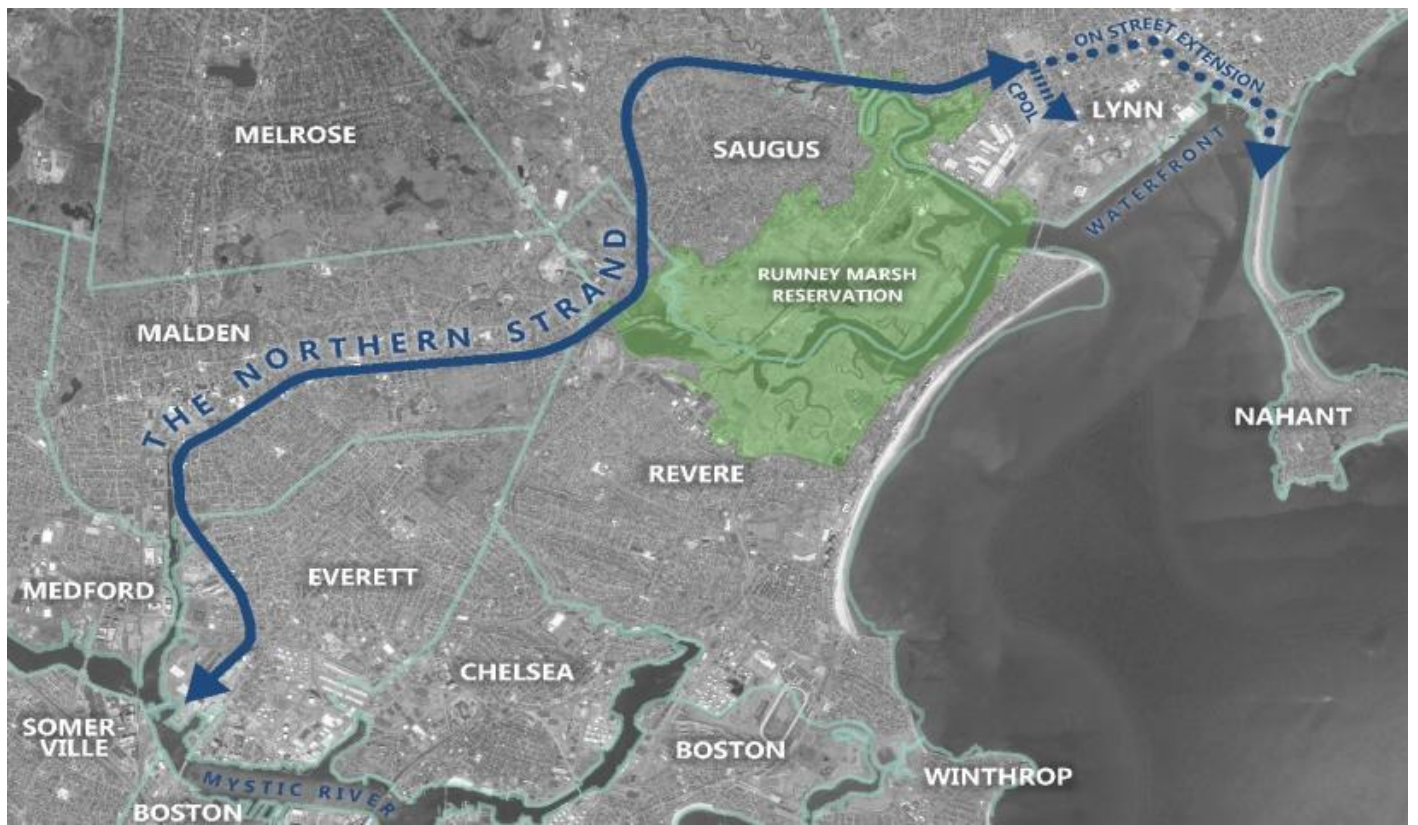 ON STREET EXTENSION
CPOL
LYNN
MELROSE
SAUGUS
WATERFRONT
RUMNEY MARSH
RESERVATION
MALDEN
THE NORTHERN STRAND
NAHANT
REVERE
EVERETT
MEDFORD
CHELSEA
SOMER-
VILLE
BOSTON
WINTHROP
MYSTIC RIVER
BOSTON